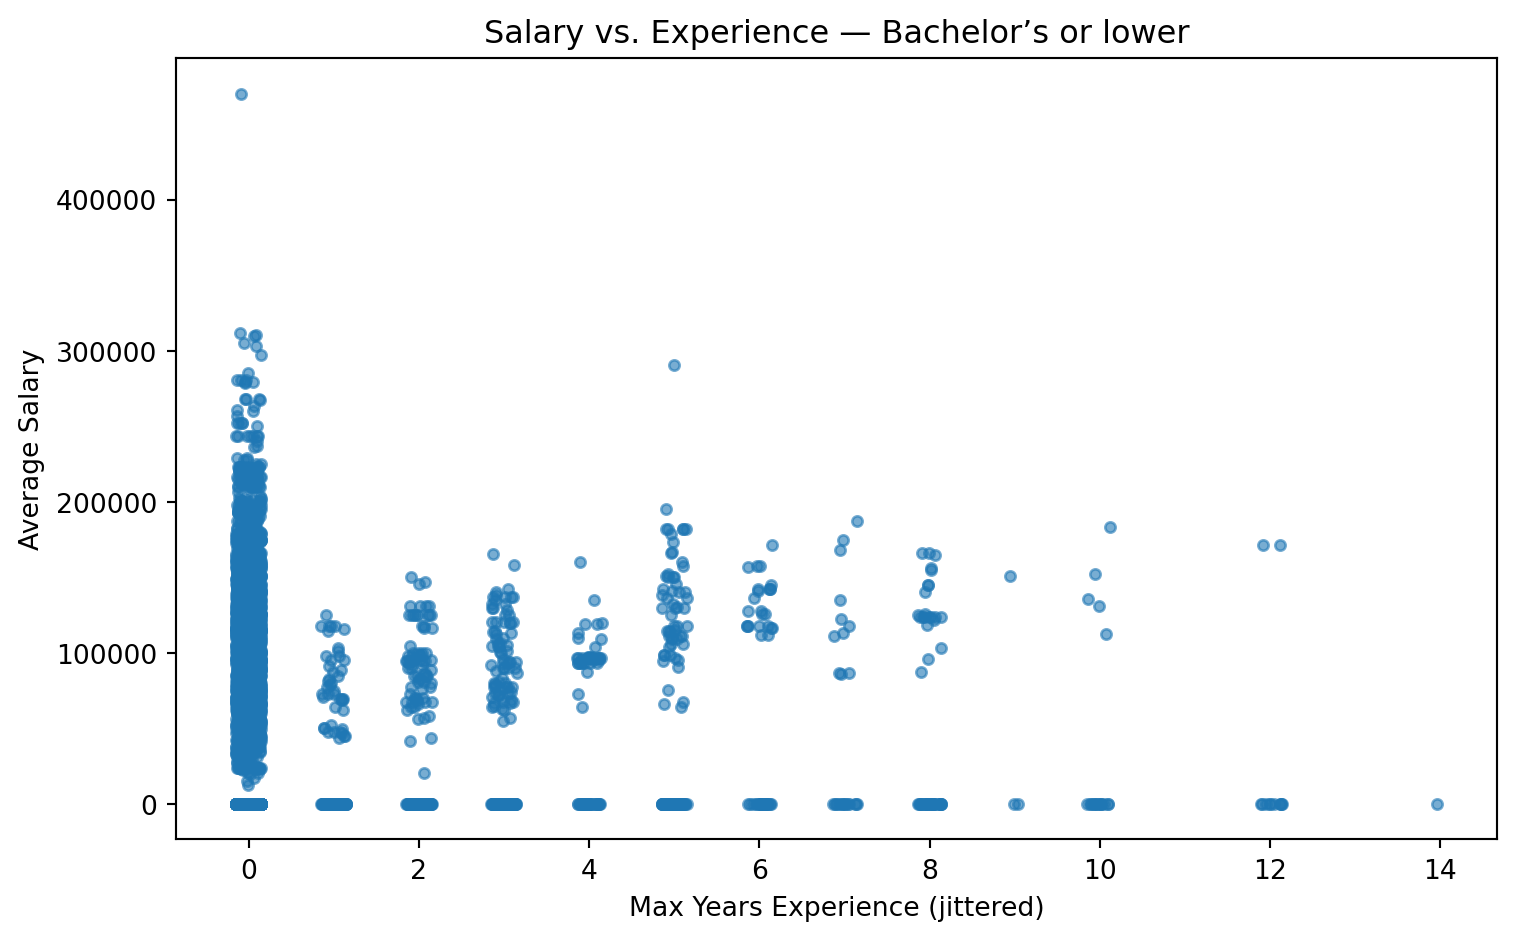 Salary vs. Experience — Bachelor’s or lower
Average Salary
400000
300000
200000
100000
0
0 2 4 6 8 10 12 14
Max Years Experience (jittered)